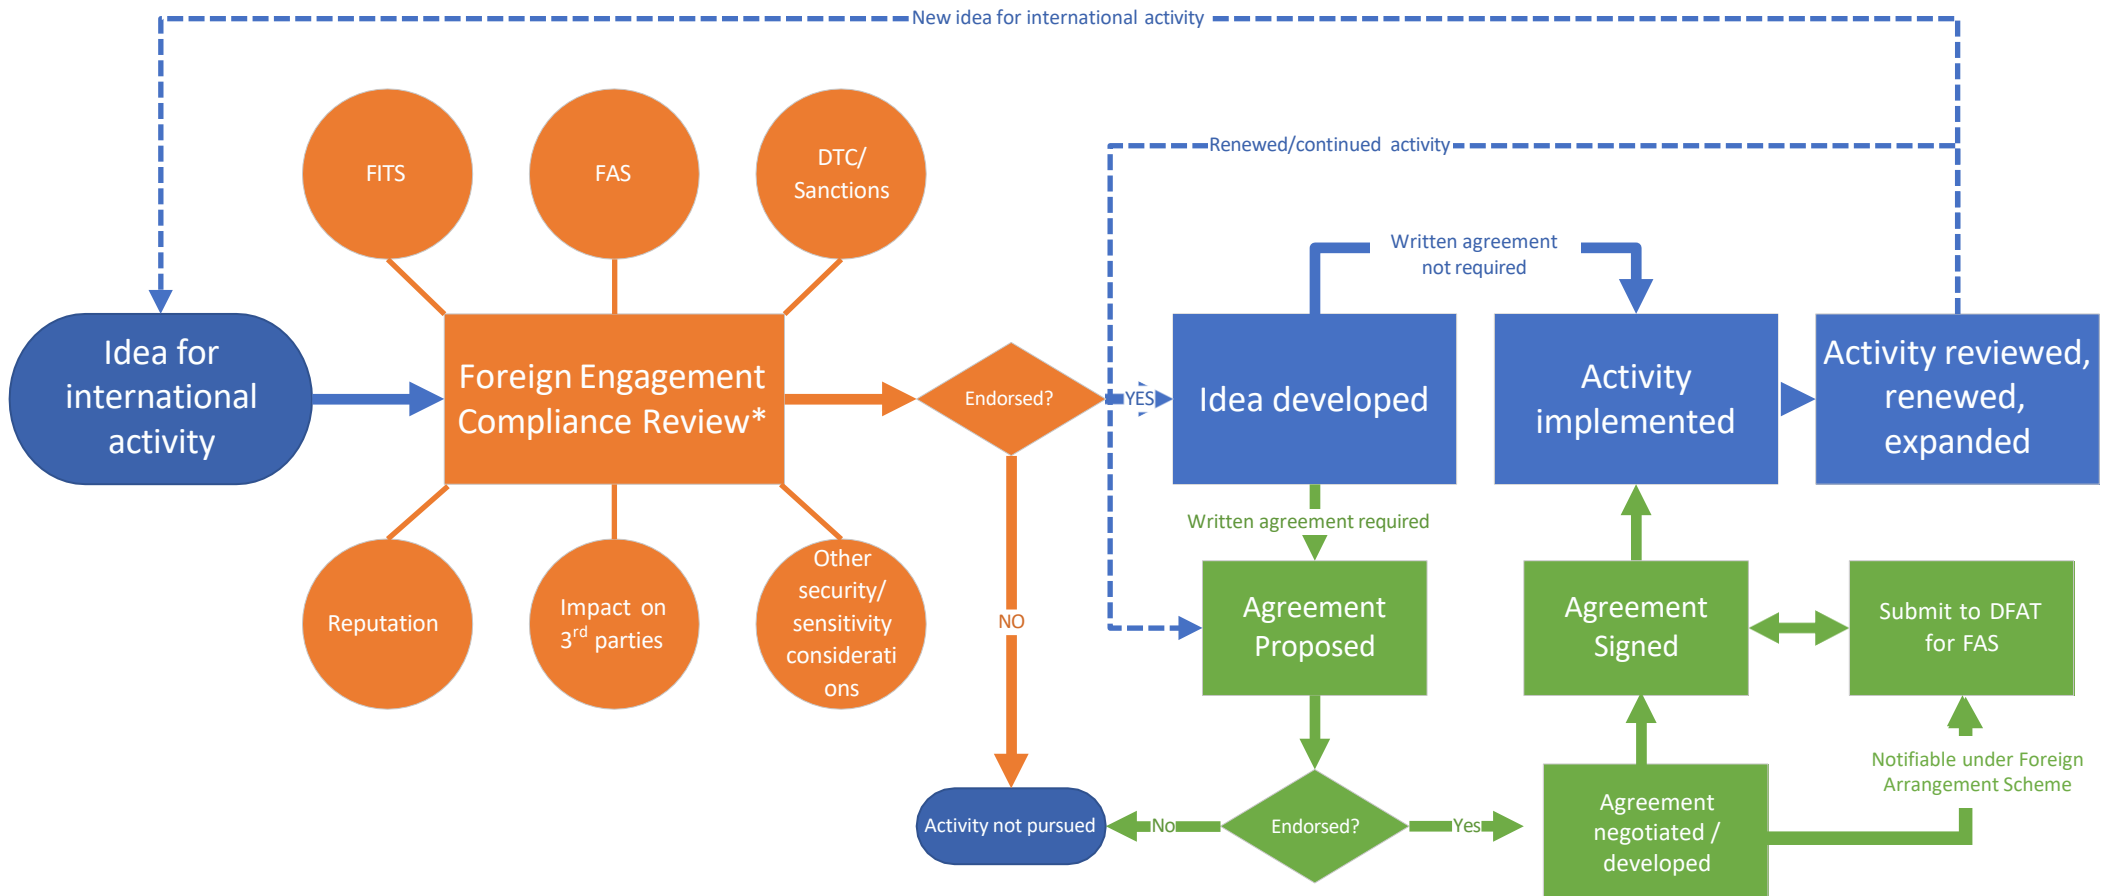 New idea for international activity
Renewed/continued activity
FITS
FAS
DTC/
Sanctions
Written agreement
not required
Idea for
international
activity
Foreign Engagement
Compliance Review*
Endorsed?
YES
Idea developed
Activity
implemented
Activity reviewed,
renewed,
expanded
Written agreement required
Reputation
Impact on
3rd parties
Other
security/
sensitivity
considerati
ons
NO
Agreement
Proposed
Agreement
Signed
Submit to DFAT
for FAS
Notifiable under Foreign
Arrangement Scheme
Activity not pursued
No
Endorsed?
Yes
Agreement
negotiated /
developed